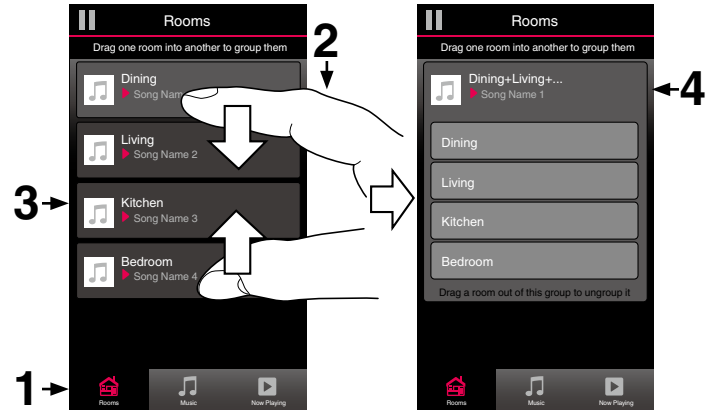 Rooms
Drag one room into another to group them
2
Dining
Song Nam
Living
Song Name 2
3
Kitchen
Song Name 3
Bedroom
Song Name 4
1
Rooms
Music
Now Playing
Rooms
Drag one room into another to group them
Dining+Living+...
Song Name 1
4
Dining
Living
Kitchen
Bedroom
Drag a room out of this group to ungroup it
Rooms
Music
Now Playing